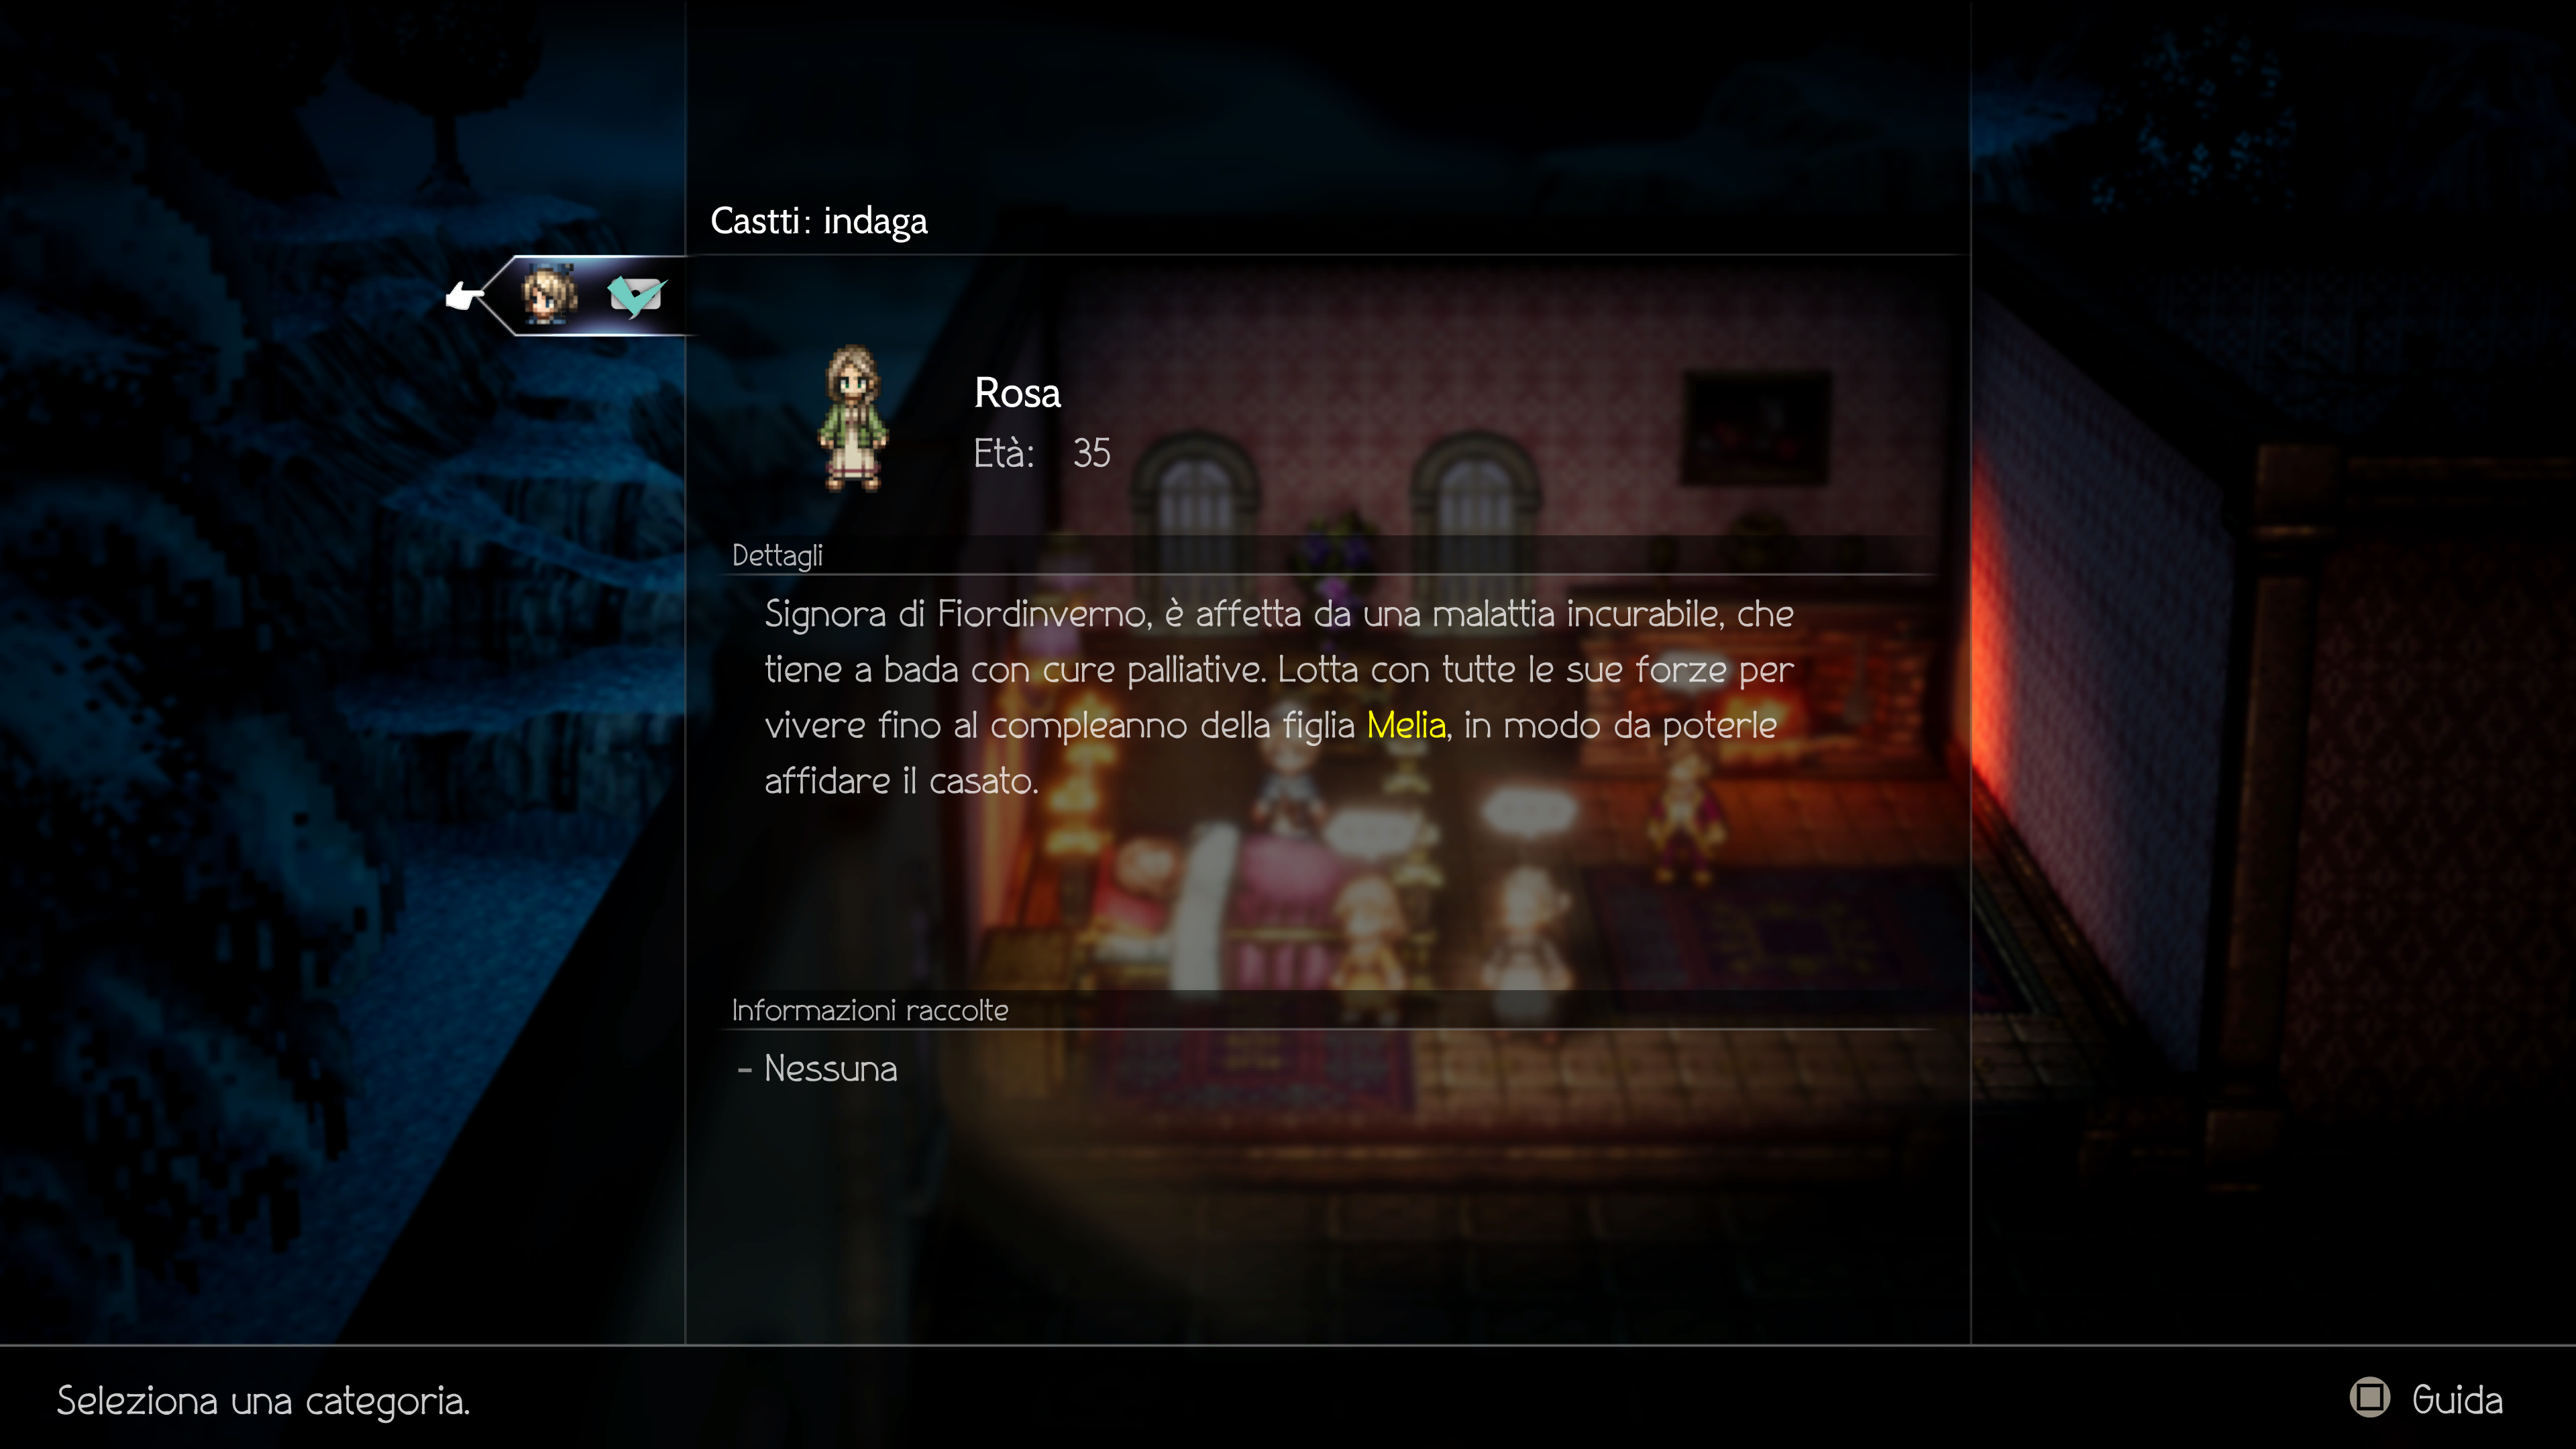 Castti: indaga
Rosa
Età: 35
Dettagli
Signora di Fiordinverno, è affetta da una malattia incurabile, che
tiene a bada con cure palliative. Lotta con tutte le sue forze per
vivere fino al compleanno della figlia Melia, in modo da poterle
affidare il casato.
Informazioni raccolte
- Nessuna
Seleziona una categoria.
Guida